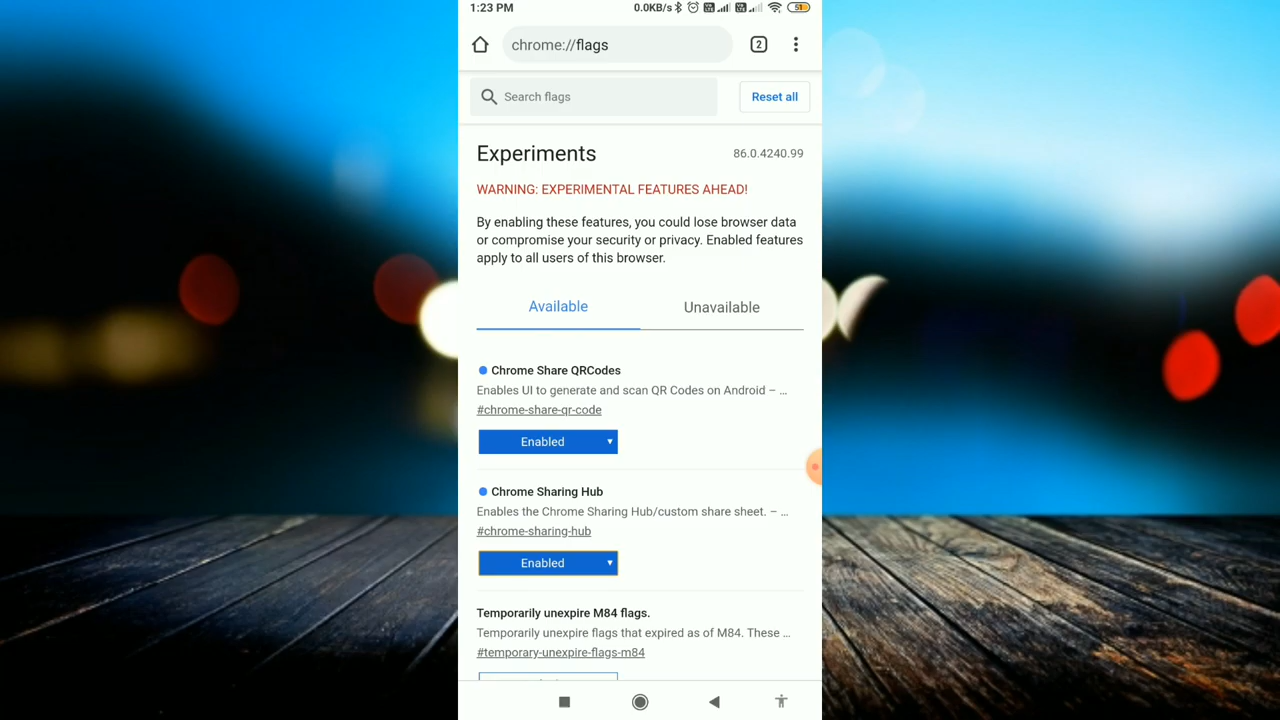 1:23 PM 0.0KB/s 51
chrome://flags 2
Search flags Reset all
Experiments 86.0.4240.99
WARNING: EXPERIMENTAL FEATURES AHEAD!
By enabling these features, you could lose browser data
or compromise your security or privacy. Enabled features
apply to all users of this browser.
Available Unavailable
Chrome Share QRCodes
Enables UI to generate and scan QR Codes on Android – ...
#chrome-share-qr-code
Enabled
Chrome Sharing Hub
Enables the Chrome Sharing Hub/custom share sheet. – ...
#chrome-sharing-hub
Enabled
Temporarily unexpire M84 flags.
Temporarily unexpire flags that expired as of M84. These ...
#temporary-unexpire-flags-m84